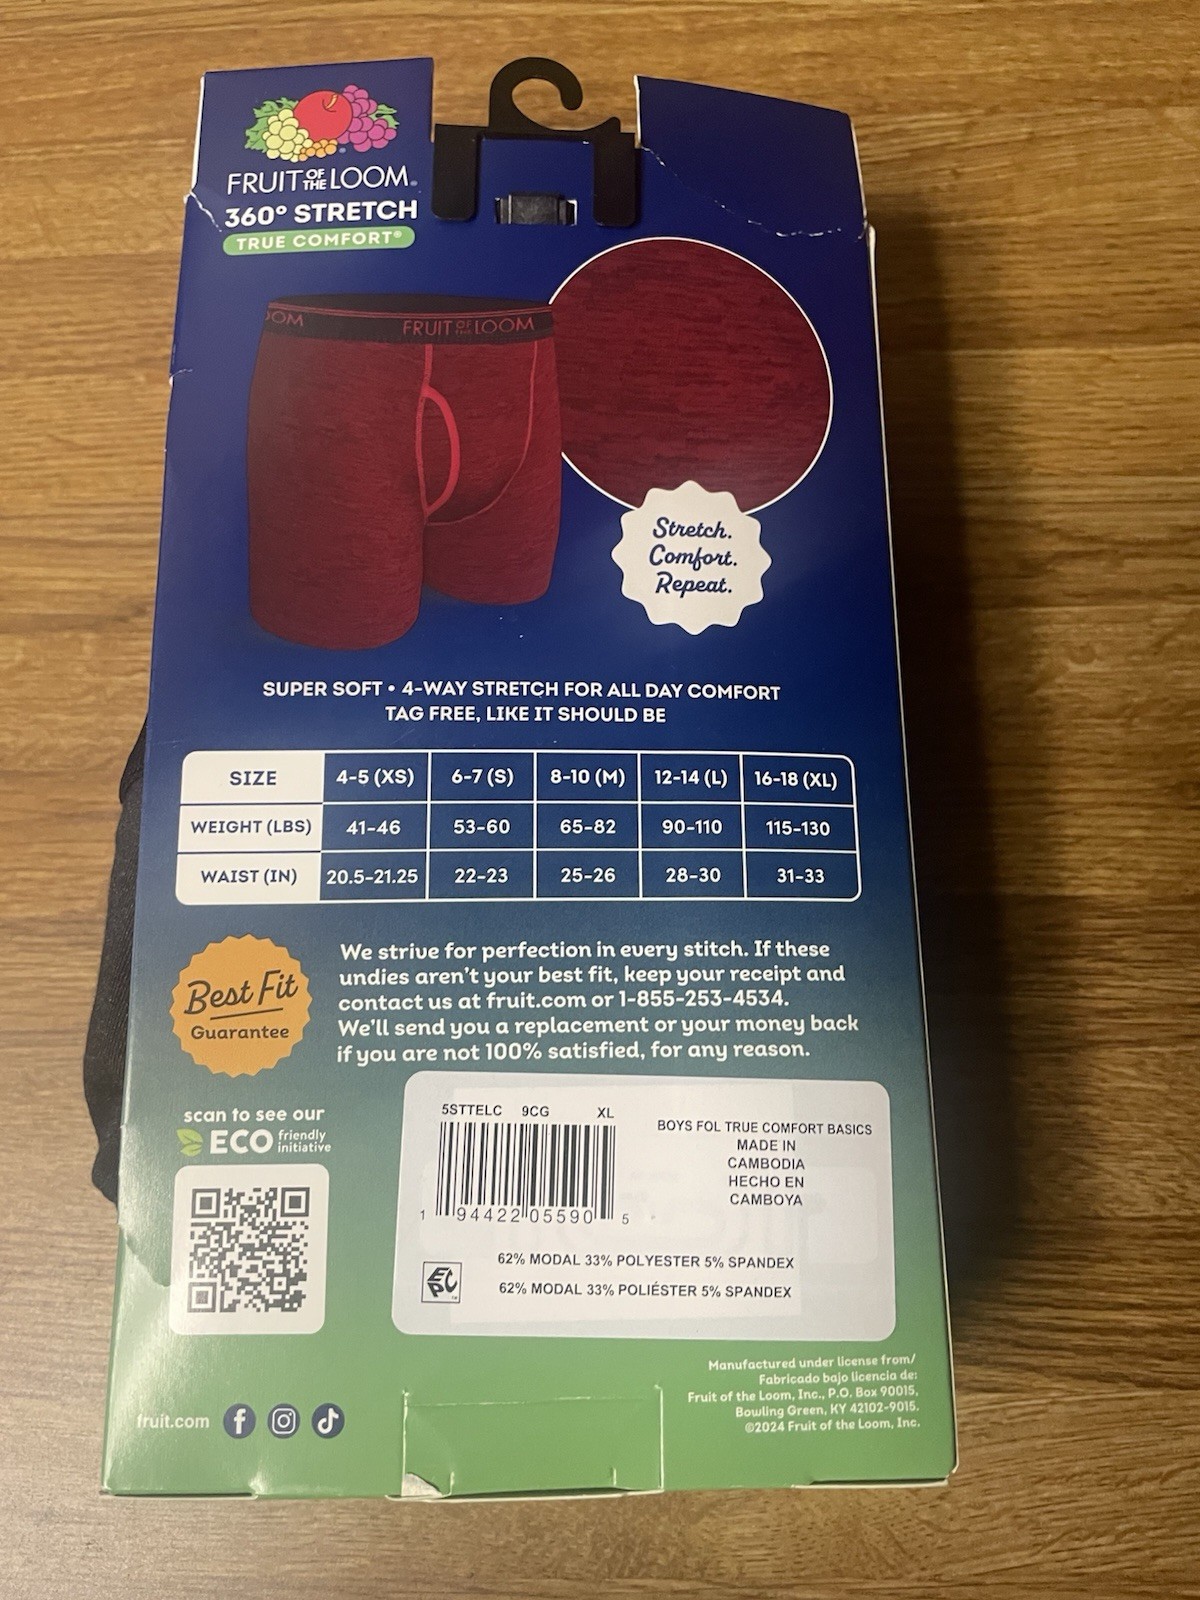 FRUIT OF THE LOOM®
360° STRETCH
TRUE COMFORT®
OOM
FRUIT OF THE LOOM
Stretch.
Comfort.
Repeat.
SUPER SOFT • 4-WAY STRETCH FOR ALL DAY COMFORT
TAG FREE, LIKE IT SHOULD BE
SIZE 4-5 (XS) 6-7 (S) 8-10 (M) 12-14 (L) 16-18 (XL)
WEIGHT (LBS) 41-46 53-60 65-82 90-110 115-130
WAIST (IN) 20.5-21.25 22-23 25-26 28-30 31-33
Best Fit
Guarantee
We strive for perfection in every stitch. If these
undies aren't your best fit, keep your receipt and
contact us at fruit.com or 1-855-253-4534.
We'll send you a replacement or your money back
if you are not 100% satisfied, for any reason.
scan to see our
ECO friendly initiative
5STTELC 9CG XL
1 94422 05590 5
BOYS FOL TRUE COMFORT BASICS
MADE IN
CAMBODIA
HECHO EN
CAMBOYA
EPC™
62% MODAL 33% POLYESTER 5% SPANDEX
62% MODAL 33% POLIÉSTER 5% SPANDEX
Manufactured under license from/
Fabricado bajo licencia de:
Fruit of the Loom, Inc., P.O. Box 90015,
Bowling Green, KY 42102-9015.
©2024 Fruit of the Loom, Inc.
fruit.com